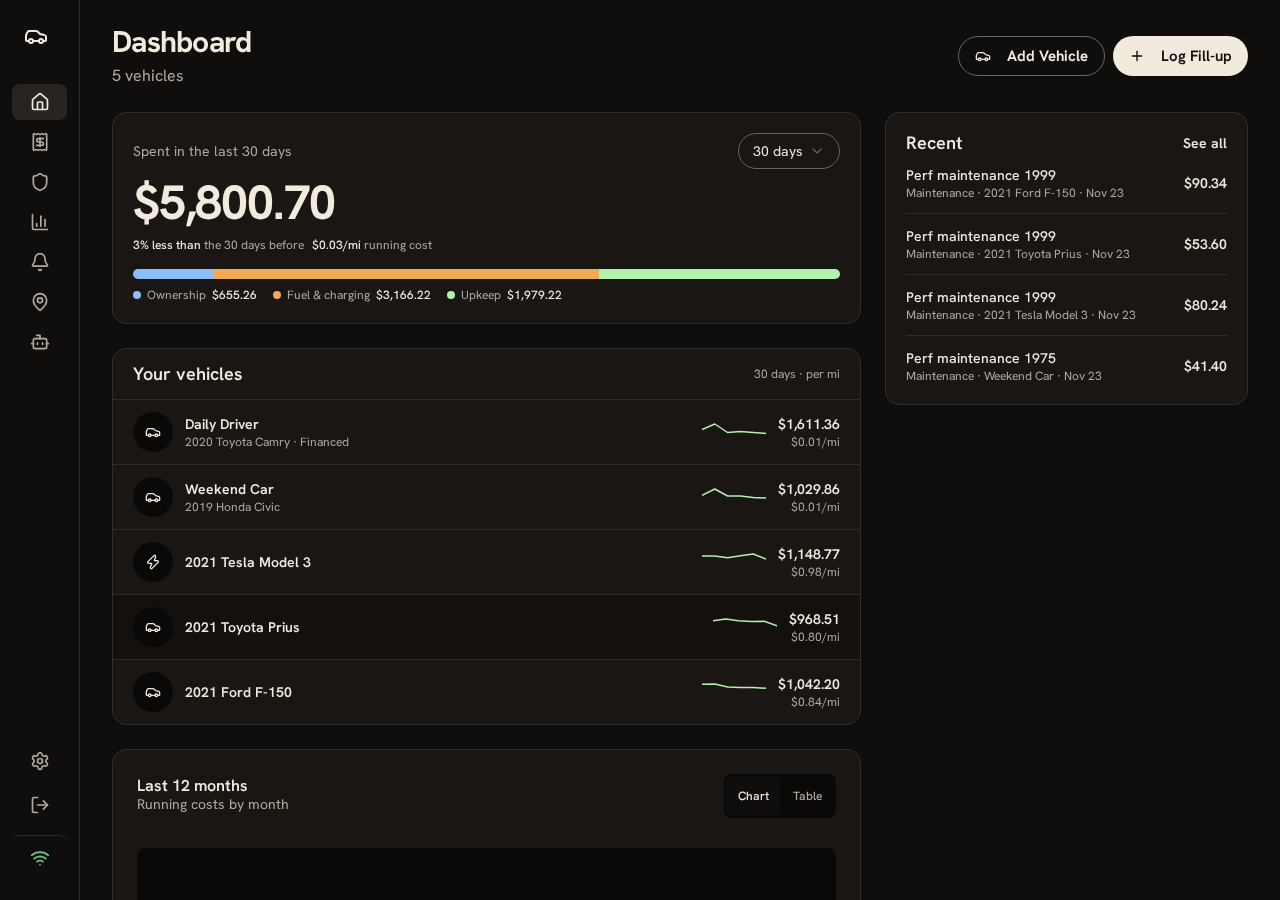 Dashboard
5 vehicles
Add Vehicle
Log Fill-up
Spent in the last 30 days
30 days
$5,800.70
3% less than the 30 days before $0.03/mi running cost
Ownership $655.26 Fuel & charging $3,166.22 Upkeep $1,979.22
Your vehicles
30 days · per mi
Daily Driver
2020 Toyota Camry · Financed
$1,611.36
$0.01/mi
Weekend Car
2019 Honda Civic
$1,029.86
$0.01/mi
2021 Tesla Model 3
$1,148.77
$0.98/mi
2021 Toyota Prius
$968.51
$0.80/mi
2021 Ford F-150
$1,042.20
$0.84/mi
Last 12 months
Running costs by month
Chart
Table
Recent
See all
Perf maintenance 1999
Maintenance · 2021 Ford F-150 · Nov 23
$90.34
Perf maintenance 1999
Maintenance · 2021 Toyota Prius · Nov 23
$53.60
Perf maintenance 1999
Maintenance · 2021 Tesla Model 3 · Nov 23
$80.24
Perf maintenance 1975
Maintenance · Weekend Car · Nov 23
$41.40